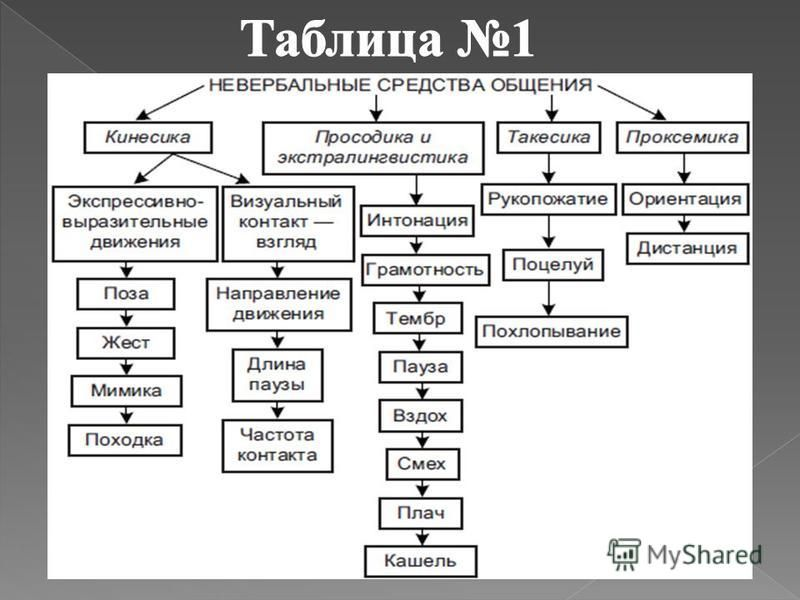 Таблица №1
НЕВЕРБАЛЬНЫЕ СРЕДСТВА ОБЩЕНИЯ
Кинесика
Экспрессивно-
выразительные
движения
Поза
Жест
Мимика
Походка
Визуальный
контакт —
взгляд
Направление
движения
Длина
паузы
Частота
контакта
Просодика и
экстралингвистика
Интонация
Грамотность
Тембр
Пауза
Вздох
Смех
Плач
Кашель
Такесика
Рукопожатие
Поцелуй
Похлопывание
Проксемика
Ориентация
Дистанция
MyShared